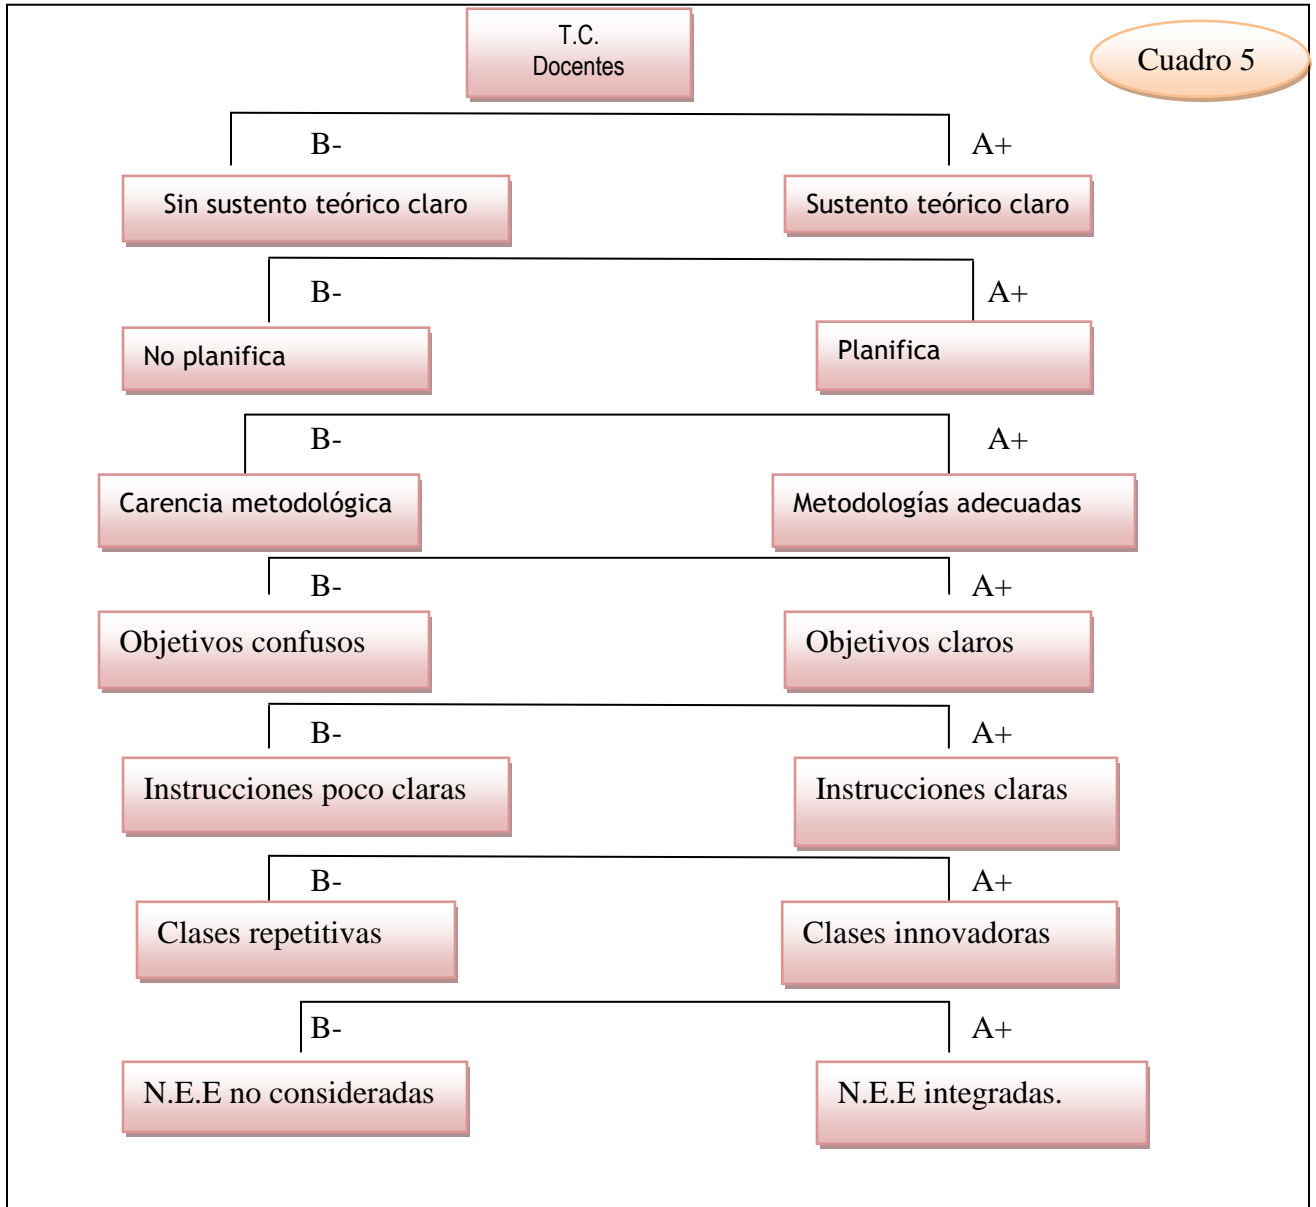 T.C.
Docentes
Cuadro 5
B-
A+
Sin sustento teórico claro
Sustento teórico claro
B-
A+
No planifica
Planifica
B-
A+
Carencia metodológica
Metodologías adecuadas
B-
A+
Objetivos confusos
Objetivos claros
B-
A+
Instrucciones poco claras
Instrucciones claras
B-
A+
Clases repetitivas
Clases innovadoras
B-
A+
N.E.E no consideradas
N.E.E integradas.